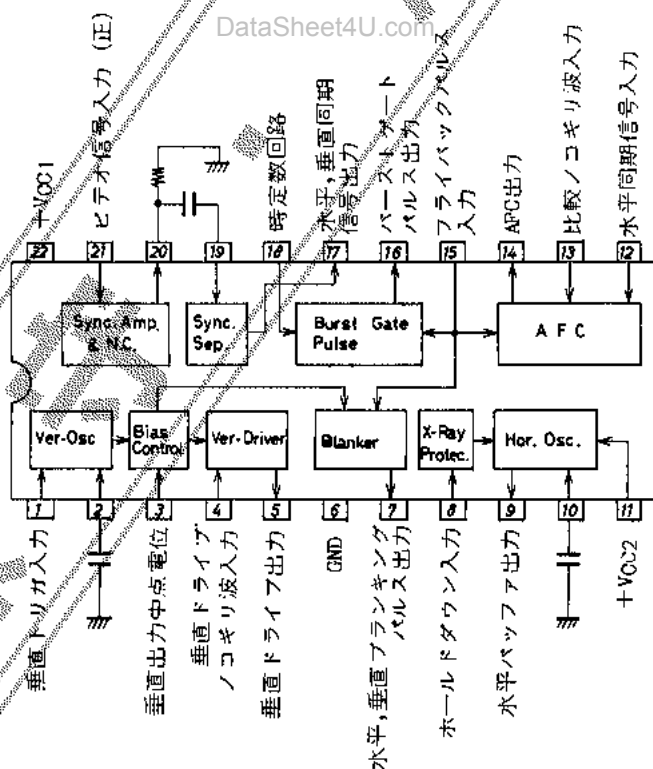 DataSheet4U.com
+VCC1
ビデオ信号入力 (正)
時定数回路
水平,垂直同期
信号出力
バーストゲート
パルス出力
フライバックパルス
入力
AFC出力
比較ノコギリ波入力
水平同期信号入力
22
21
20
19
18
17
16
15
14
13
12
Sync. Amp.
& N.C.
Sync.
Sep.
Burst Gate
Pulse
A F C
Ver-Osc
Bias
Control
Ver-Driver
Blanker
X-Ray
Protec.
Hor. Osc.
1
2
3
4
5
6
7
8
9
10
11
垂直トリガ入力
垂直出力中点電位
垂直ドライブ
ノコギリ波入力
垂直ドライブ出力
GND
水平,垂直ブランキング
パルス出力
ホールドダウン入力
水平バッファ出力
+VCC2